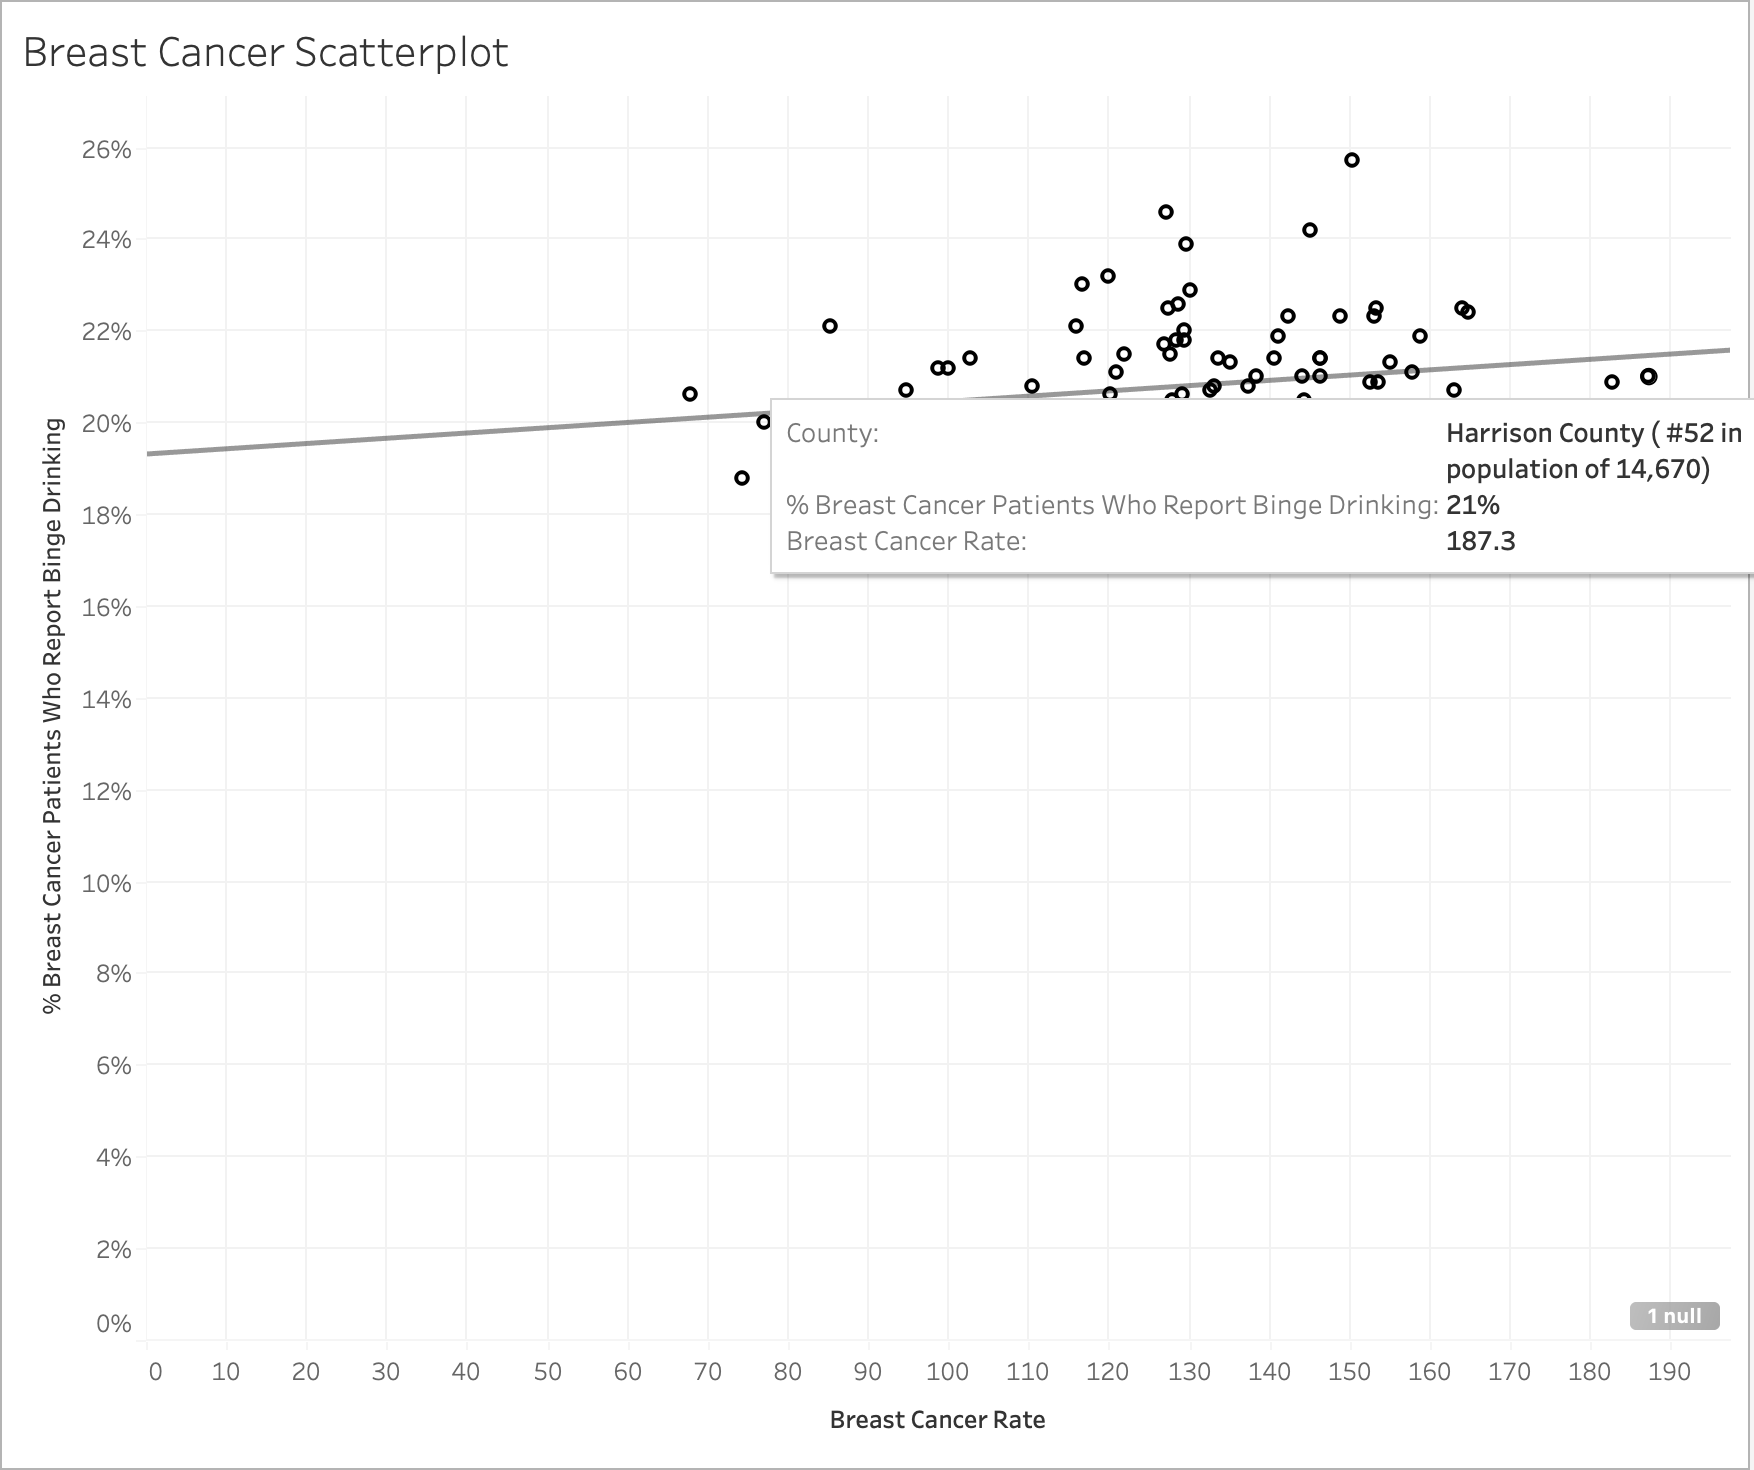 Breast Cancer Scatterplot
26%
24%
22%
20%
18%
16%
14%
12%
10%
8%
6%
4%
2%
0%
% Breast Cancer Patients Who Report Binge Drinking
County: Harrison County ( #52 in
population of 14,670)
% Breast Cancer Patients Who Report Binge Drinking: 21%
Breast Cancer Rate: 187.3
1 null
0 10 20 30 40 50 60 70 80 90 100 110 120 130 140 150 160 170 180 190
Breast Cancer Rate